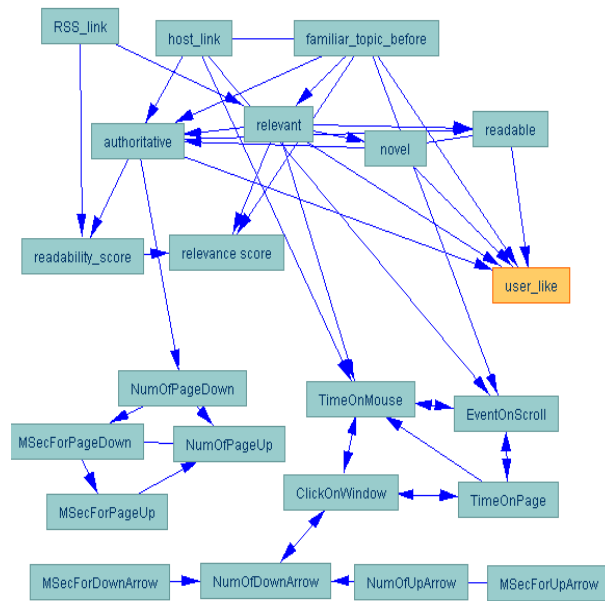 RSS_link
host_link
familiar_topic_before
relevant
readable
authoritative
novel
readability_score
relevance score
user_like
NumOfPageDown
TimeOnMouse
EventOnScroll
MSecForPageDown
NumOfPageUp
ClickOnWindow
TimeOnPage
MSecForPageUp
MSecForDownArrow
NumOfDownArrow
NumOfUpArrow
MSecForUpArrow